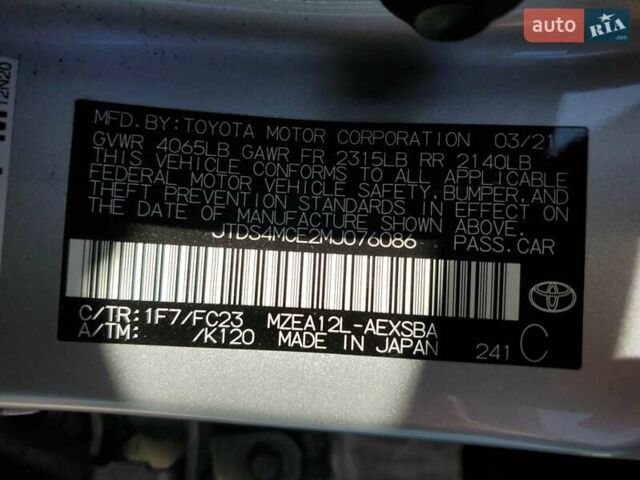 auto RIA
.com
12N20
MFD. BY:TOYOTA MOTOR CORPORATION 03/21
GVWR 4065LB GAWR FR 2315LB RR 2140LB
THIS VEHICLE CONFORMS TO ALL APPLICABLE
FEDERAL MOTOR VEHICLE SAFETY,BUMPER,AND
THEFT PREVENTION STANDARDS IN EFFECT ON
THE DATE OF MANUFACTURE SHOWN ABOVE.
JTDS4MCE2MJ076086 PASS.CAR
C/TR:1F7/FC23 MZEA12L-AEXSBA
A/TM: /K120 MADE IN JAPAN 241 C